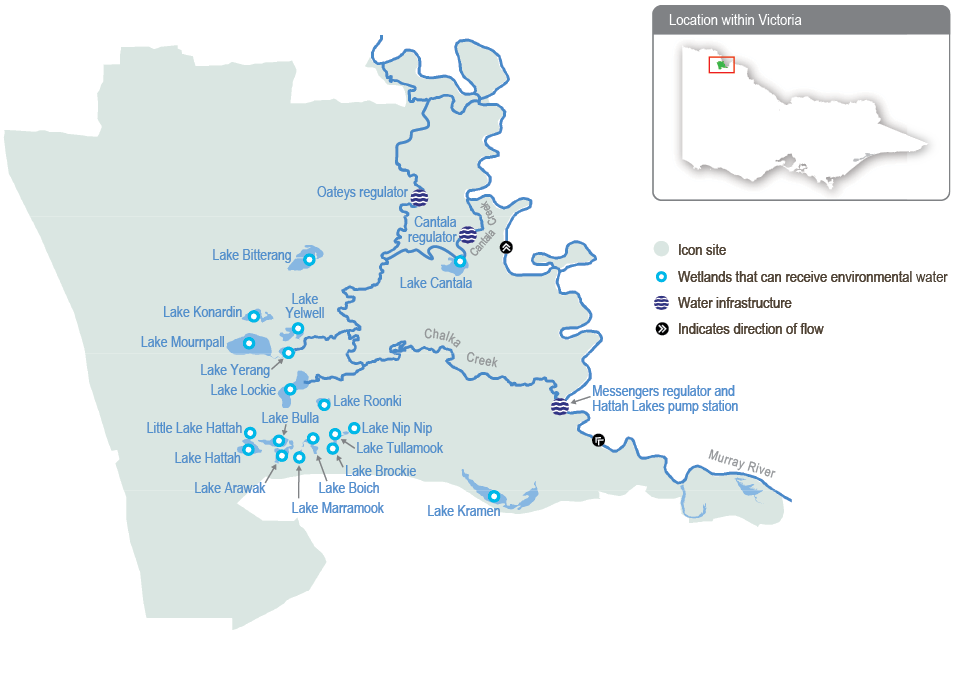 Location within Victoria
Oateys regulator
Cantala
regulator
Cantala
Creek
Lake Bitterang
Lake Cantala
Icon site
Wetlands that can receive environmental water
Water infrastructure
Indicates direction of flow
Lake Konardin
Lake
Yelwell
Lake Mournpall
Chalka
Creek
Lake Yerang
Lake Lockie
Messengers regulator and
Hattah Lakes pump station
Lake Roonki
Lake Bulla
Little Lake Hattah
Lake Nip Nip
Lake Tullamook
Lake Hattah
Lake Brockie
Murray River
Lake Arawak
Lake Boich
Lake Marramook
Lake Kramen